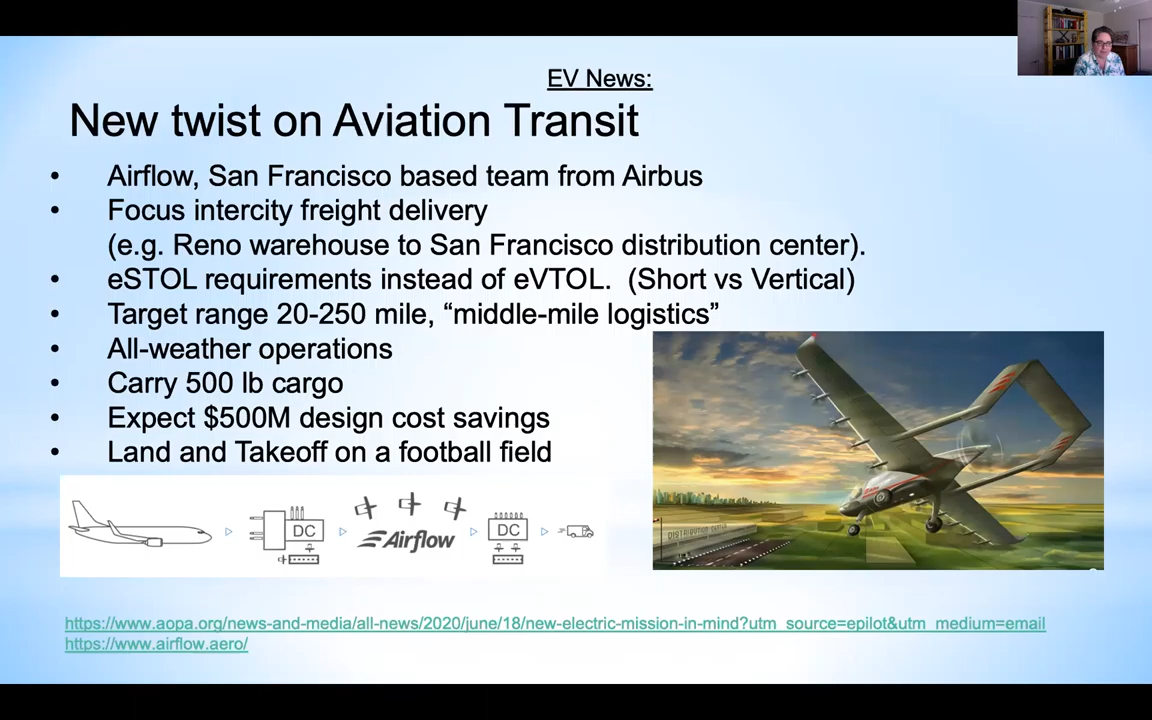 EV News:
New twist on Aviation Transit
• Airflow, San Francisco based team from Airbus
• Focus intercity freight delivery
(e.g. Reno warehouse to San Francisco distribution center).
• eSTOL requirements instead of eVTOL. (Short vs Vertical)
• Target range 20-250 mile, “middle-mile logistics”
• All-weather operations
• Carry 500 lb cargo
• Expect $500M design cost savings
• Land and Takeoff on a football field
DC
Airflow
DC
DISTRIBUTION CENTER
https://www.aopa.org/news-and-media/all-news/2020/june/18/new-electric-mission-in-mind?utm_source=epilot&utm_medium=email
https://www.airflow.aero/